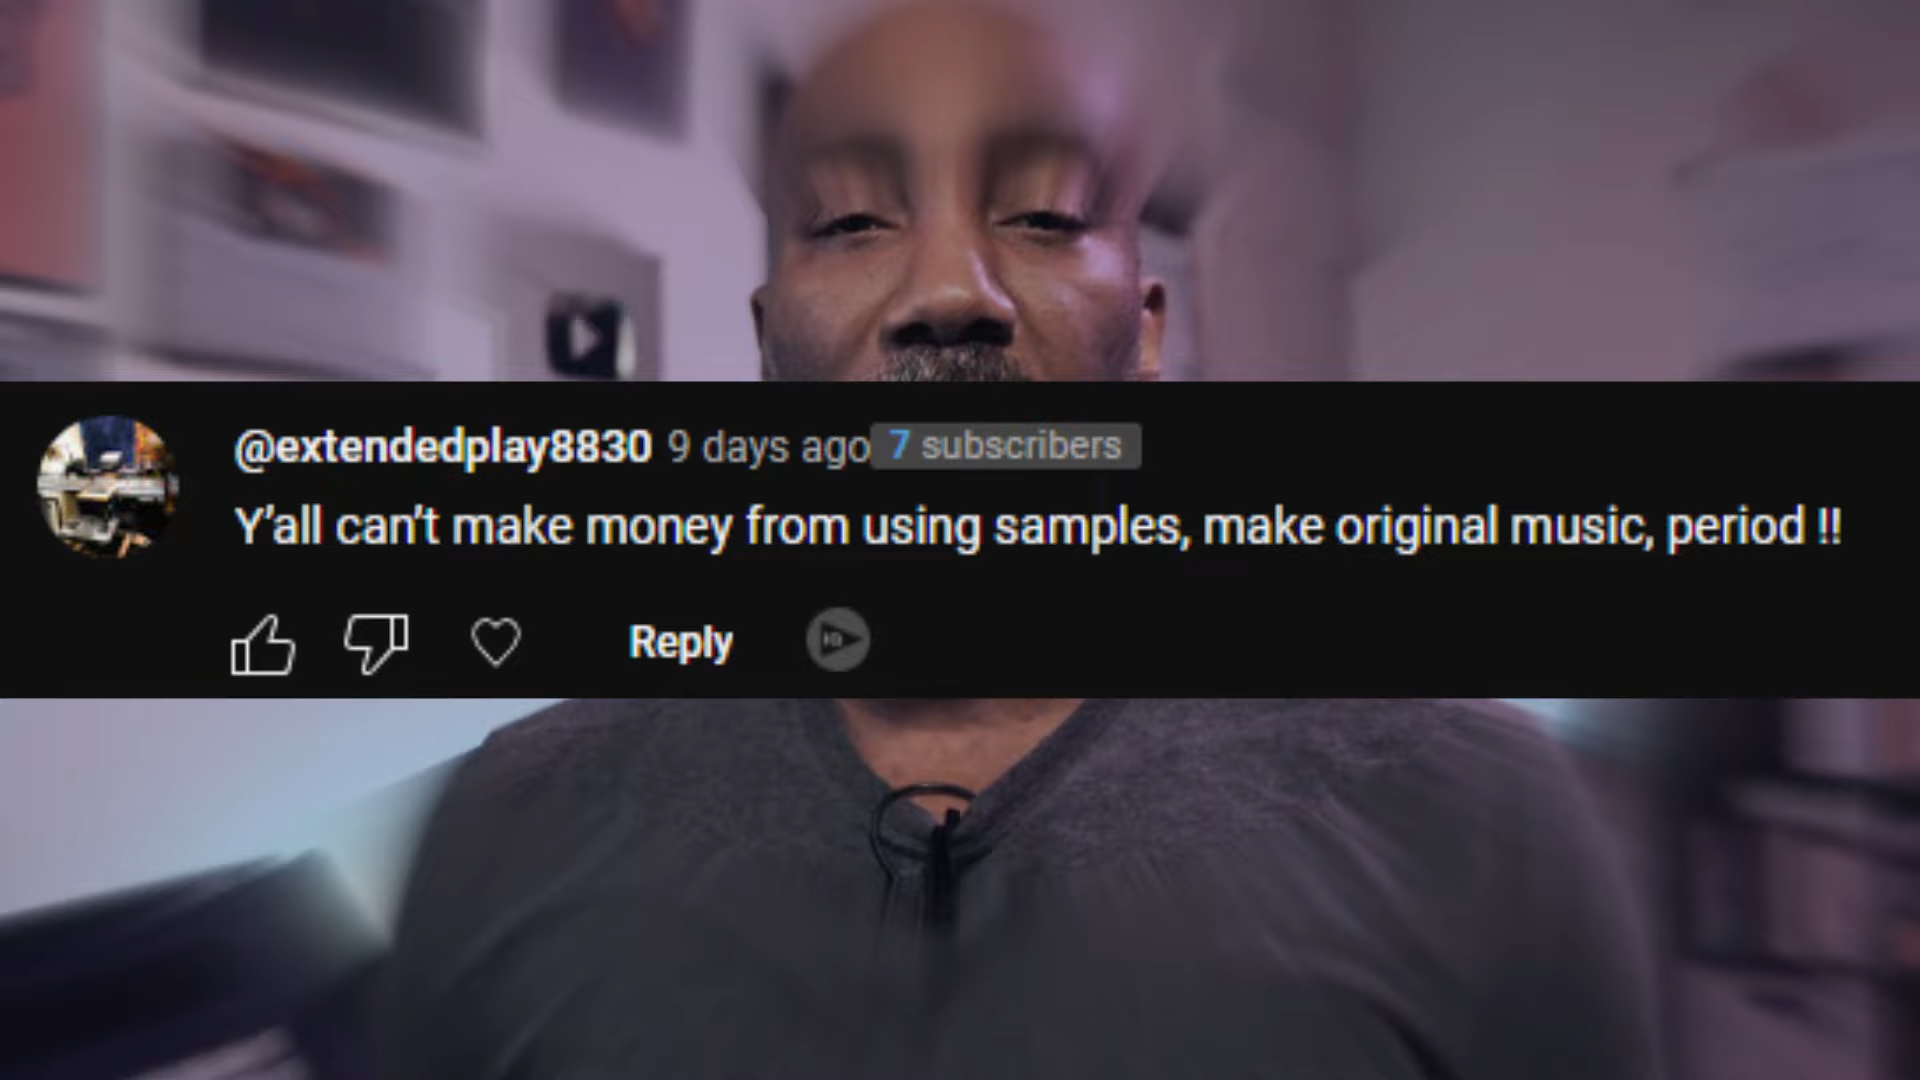 @extendedplay8830 9 days ago 7 subscribers
Y'all can't make money from using samples, make original music, period !!
Reply